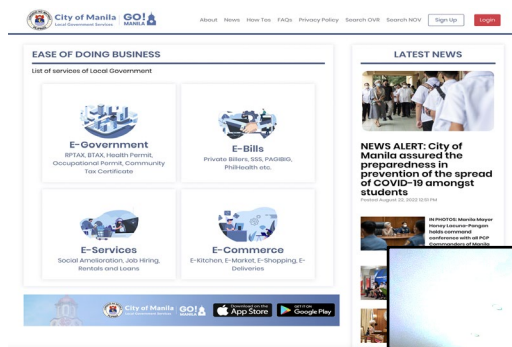 City of Manila
Local Government Services
GO!
MANILA
About News How-Tos FAQs Privacy Policy Search OVR Search NOV Sign Up Login
EASE OF DOING BUSINESS
List of services of Local Government
E-Government
RPTAX, BTAX, Health Permit,
Occupational Permit, Community
Tax Certificate
E-Bills
Private Billers, SSS, PAGIBIG,
PhilHealth etc.
E-Services
Social Amelioration, Job Hiring,
Rentals and Loans
E-Commerce
E-Kitchen, E-Market, E-Shopping, E-
Deliveries
City of Manila
Local Government Services
GO!
MANILA
Download on the
App Store
GET IT ON
Google Play
LATEST NEWS
NEWS ALERT: City of
Manila assured the
preparedness in
prevention of the spread
of COVID-19 amongst
students
Posted August 22, 2022 12:51 PM
IN PHOTOS: Manila Mayor
Honey Lacuna-Pangan
holds command
conference with all PCP
Commanders of Manila